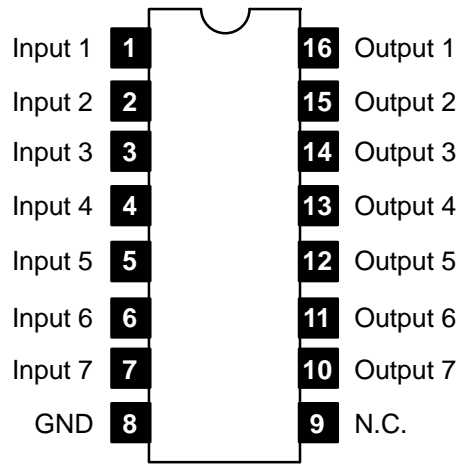 Input 1 1 16 Output 1
Input 2 2 15 Output 2
Input 3 3 14 Output 3
Input 4 4 13 Output 4
Input 5 5 12 Output 5
Input 6 6 11 Output 6
Input 7 7 10 Output 7
GND 8 9 N.C.